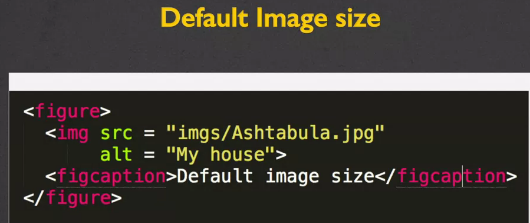 Default Image size
<figure>
<img src = "imgs/Ashtabula.jpg"
alt = "My house">
<figcaption>Default image size</figcaption>
</figure>